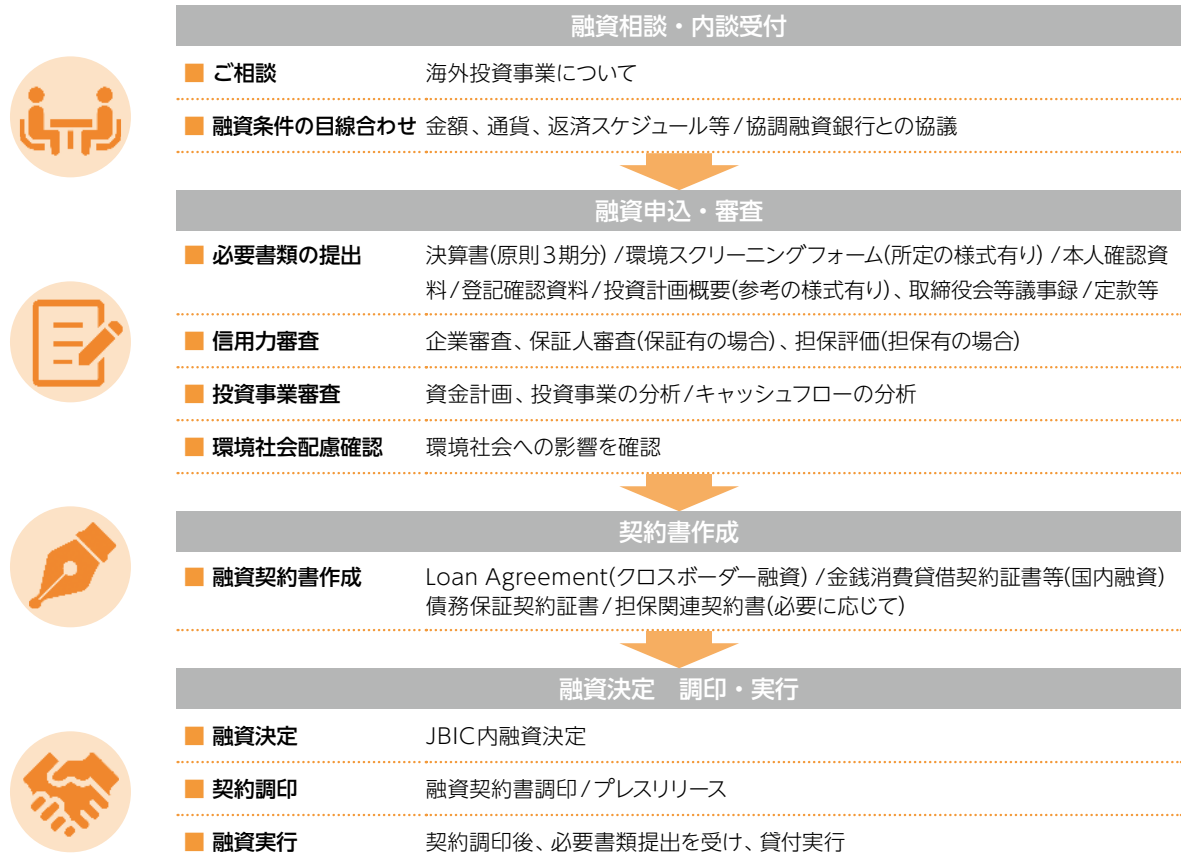 融資相談・内談受付
■ ご相談 海外投資事業について
■ 融資条件の目線合わせ 金額、通貨、返済スケジュール等/協調融資銀行との協議
融資申込・審査
■ 必要書類の提出 決算書(原則3期分)/環境スクリーニングフォーム(所定の様式有り)/本人確認資
料/登記確認資料/投資計画概要(参考の様式有り)、取締役会等議事録/定款等
■ 信用力審査 企業審査、保証人審査(保証有の場合)、担保評価(担保有の場合)
■ 投資事業審査 資金計画、投資事業の分析/キャッシュフローの分析
■ 環境社会配慮確認 環境社会への影響を確認
契約書作成
■ 融資契約書作成 Loan Agreement(クロスボーダー融資)/金銭消費貸借契約証書等(国内融資)
債務保証契約証書/担保関連契約書(必要に応じて)
融資決定 調印・実行
■ 融資決定 JBIC内融資決定
■ 契約調印 融資契約書調印/プレスリリース
■ 融資実行 契約調印後、必要書類提出を受け、貸付実行